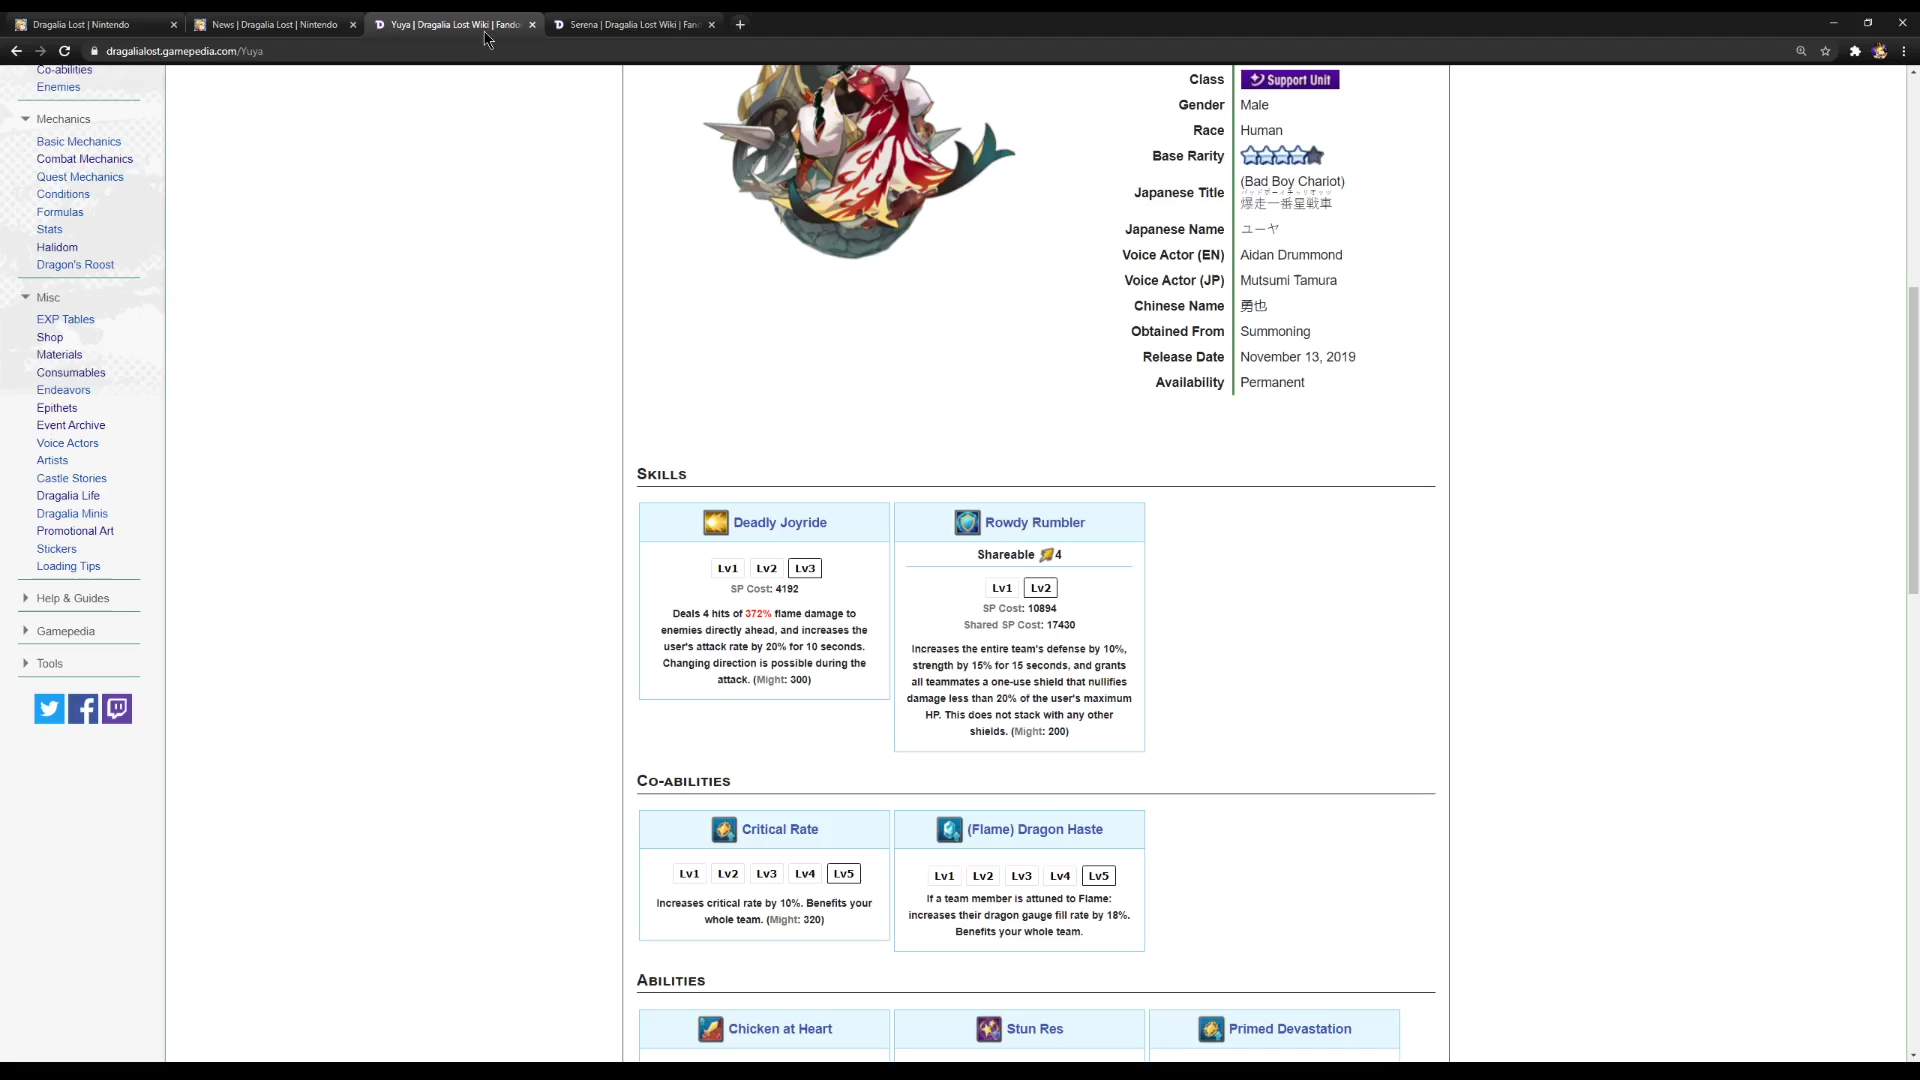 Dragalia Lost | Nintendo
News | Dragalia Lost | Nintendo
Yuya | Dragalia Lost Wiki | Fando
Serena | Dragalia Lost Wiki | Fan
dragalialost.gamepedia.com/Yuya
Co-abilities
Enemies
Mechanics
Basic Mechanics
Combat Mechanics
Quest Mechanics
Conditions
Formulas
Stats
Halidom
Dragon's Roost
Misc
EXP Tables
Shop
Materials
Consumables
Endeavors
Epithets
Event Archive
Voice Actors
Artists
Castle Stories
Dragalia Life
Dragalia Minis
Promotional Art
Stickers
Loading Tips
Help & Guides
Gamepedia
Tools
Class Support Unit
Gender Male
Race Human
Base Rarity
Japanese Title (Bad Boy Chariot)
バッドボーイチャリオッツ
爆走一番星戦車
Japanese Name ユーヤ
Voice Actor (EN) Aidan Drummond
Voice Actor (JP) Mutsumi Tamura
Chinese Name 勇也
Obtained From Summoning
Release Date November 13, 2019
Availability Permanent
Skills
Deadly Joyride
Lv1 Lv2 Lv3
SP Cost: 4192
Deals 4 hits of 372% flame damage to
enemies directly ahead, and increases the
user's attack rate by 20% for 10 seconds.
Changing direction is possible during the
attack. (Might: 300)
Rowdy Rumbler
Shareable 4
Lv1 Lv2
SP Cost: 10894
Shared SP Cost: 17430
Increases the entire team's defense by 10%,
strength by 15% for 15 seconds, and grants
all teammates a one-use shield that nullifies
damage less than 20% of the user's maximum
HP. This does not stack with any other
shields. (Might: 200)
Co-abilities
Critical Rate
Lv1 Lv2 Lv3 Lv4 Lv5
Increases critical rate by 10%. Benefits your
whole team. (Might: 320)
(Flame) Dragon Haste
Lv1 Lv2 Lv3 Lv4 Lv5
If a team member is attuned to Flame:
increases their dragon gauge fill rate by 18%.
Benefits your whole team.
Abilities
Chicken at Heart
Stun Res
Primed Devastation